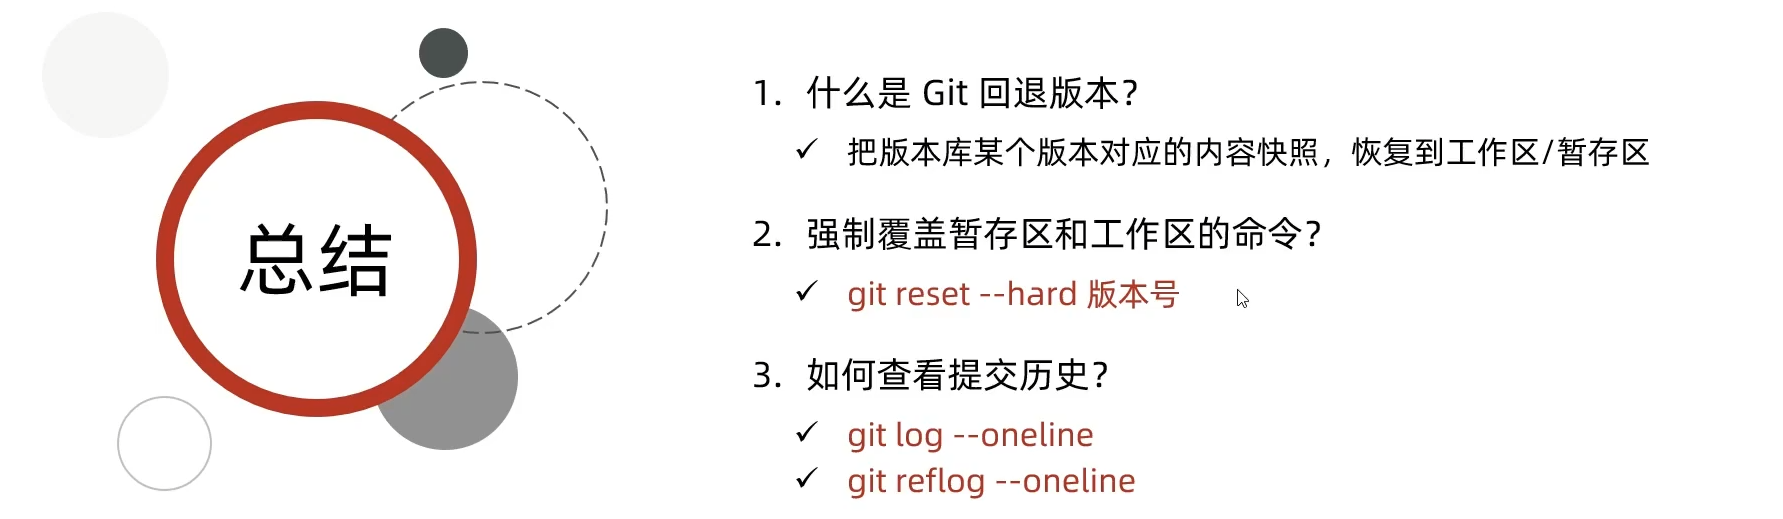 总结
1. 什么是 Git 回退版本？
✓ 把版本库某个版本对应的内容快照，恢复到工作区/暂存区
2. 强制覆盖暂存区和工作区的命令？
✓ git reset --hard 版本号
3. 如何查看提交历史？
✓ git log --oneline
✓ git reflog --oneline